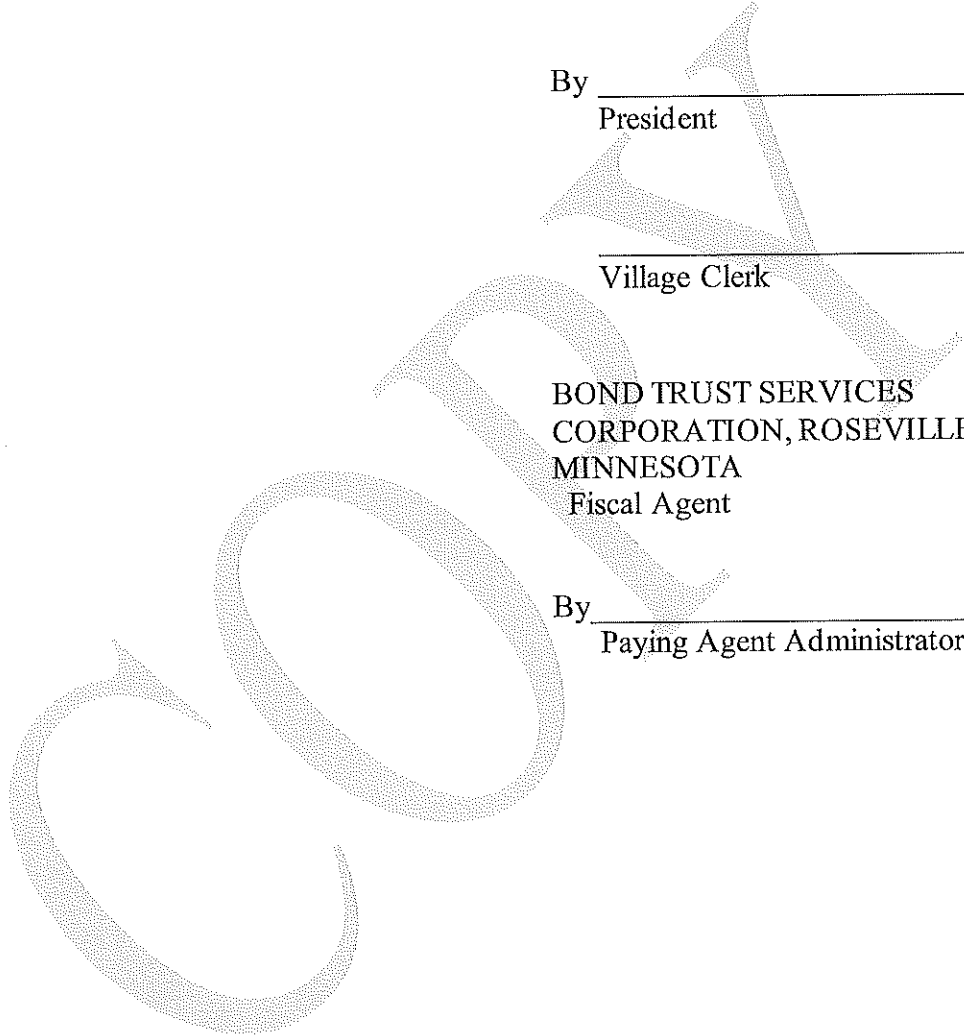 By
President
Village Clerk
BOND TRUST SERVICES
CORPORATION, ROSEVILLE
MINNESOTA
Fiscal Agent
By
Paying Agent Administrator
COPY